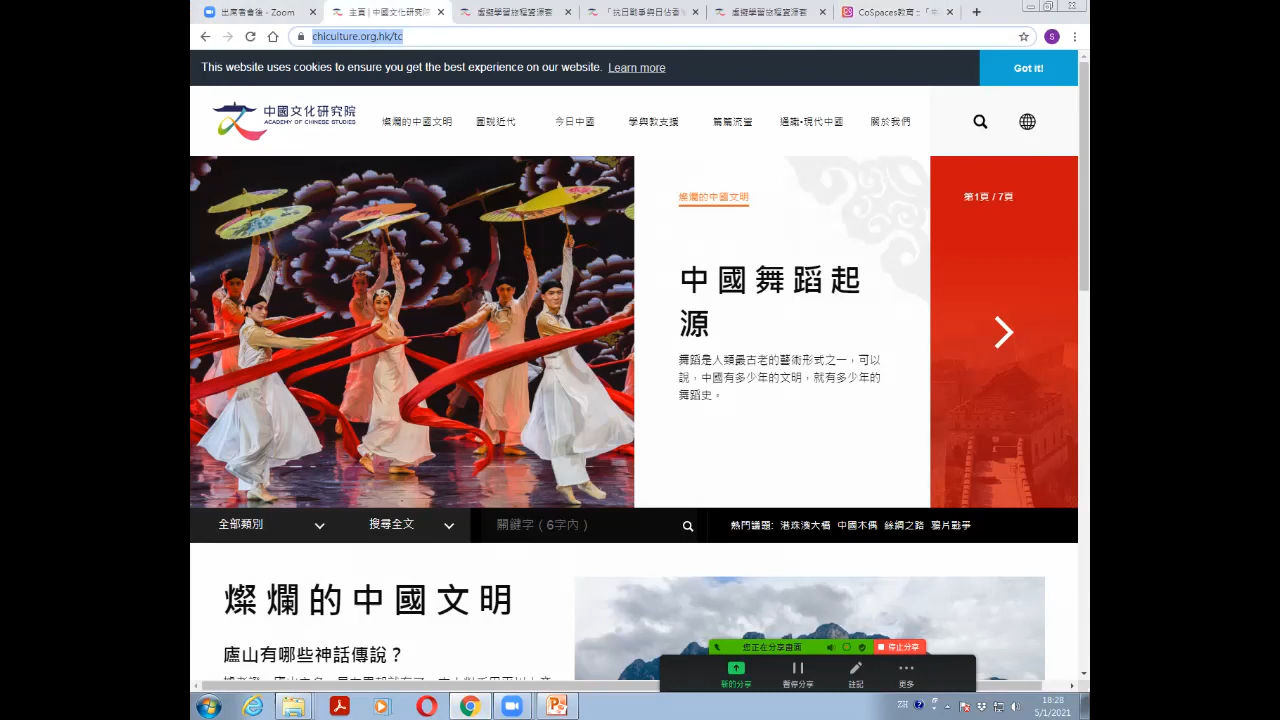 出席者會後 - Zoom
主頁 | 中國文化研究院
虛擬學習旅程資源套
「抗日戰爭與日佔香
虛擬學習旅程資源套
CoSpaces教育 ::
chiculture.org.hk/tc
S
This website uses cookies to ensure you get the best experience on our website. Learn more
Got it!
中國文化研究院
ACADEMY OF CHINESE STUDIES
燦爛的中國文明 圖說近代 今日中國 學與教支援 篇篇流螢 通識•現代中國 關於我們
燦爛的中國文明
第1頁 / 7頁
中國舞蹈起
源
舞蹈是人類最古老的藝術形式之一，可以
說，中國有多少年的文明，就有多少年的
舞蹈史。
全部類別 搜尋全文 關鍵字（6字內） 熱門議題: 港珠澳大橋 中國木偶 絲綢之路 鴉片戰爭
燦爛的中國文明
廬山有哪些神話傳說？
您正在分享畫面 停止分享
新的分享 暫停分享 註記 更多
ZH
18:28
5/1/2021